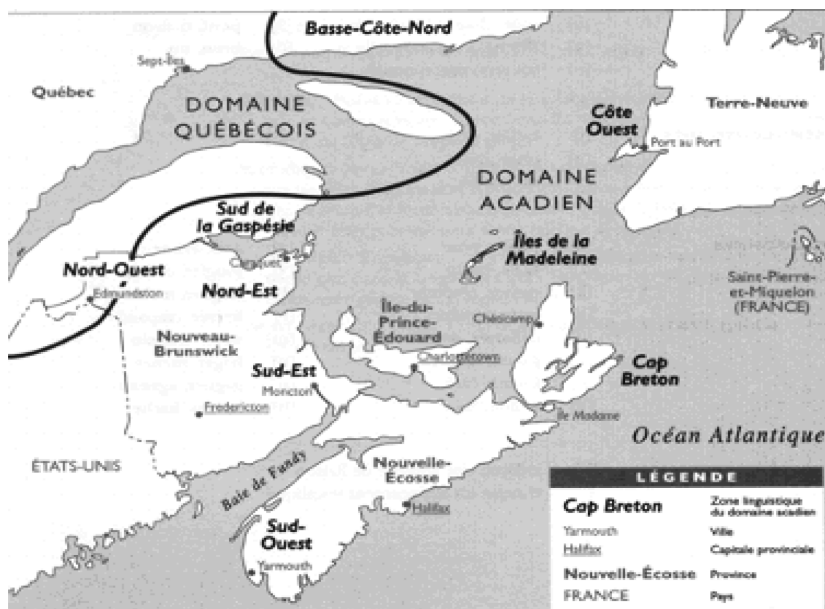 Basse-Côte-Nord
Sept-Îles
Québec
DOMAINE
QUÉBÉCOIS
Côte
Ouest
Terre-Neuve
Port au Port
DOMAINE
ACADIEN
Sud de
la Gaspésie
Îles de la
Madeleine
Nord-Ouest
Caraquet
Edmundston
Nord-Est
Saint-Pierre-
et-Miquelon
(FRANCE)
Île-du-
Prince-
Édouard
Chéticamp
Nouveau-
Brunswick
Charlottetown
Sud-Est
Cap
Breton
Moncton
Fredericton
Île Madame
Océan Atlantique
ÉTATS-UNIS
Baie de Fundy
Nouvelle-
Écosse
Halifax
Sud-
Ouest
Yarmouth
LÉGENDE
Cap Breton Zone linguistique
du domaine acadien
Yarmouth Ville
Halifax Capitale provinciale
Nouvelle-Écosse Province
FRANCE Pays